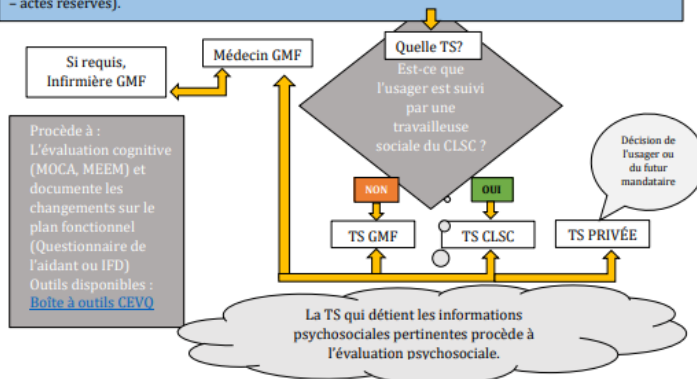 – actes réservés).
Si requis,
Infirmière GMF
Médecin GMF
Quelle TS?
Est-ce que
l'usager est suivi
par une
travailleuse
sociale du CLSC ?
Procède à :
L'évaluation cognitive
(MOCA, MEEM) et
documente les
changements sur le
plan fonctionnel
(Questionnaire de
l'aidant ou IFD)
Outils disponibles :
Boîte à outils CEVQ
Décision de
l'usager ou
du futur
mandataire
NON
OUI
TS GMF
TS CLSC
TS PRIVÉE
La TS qui détient les informations
psychosociales pertinentes procède à
l'évaluation psychosociale.